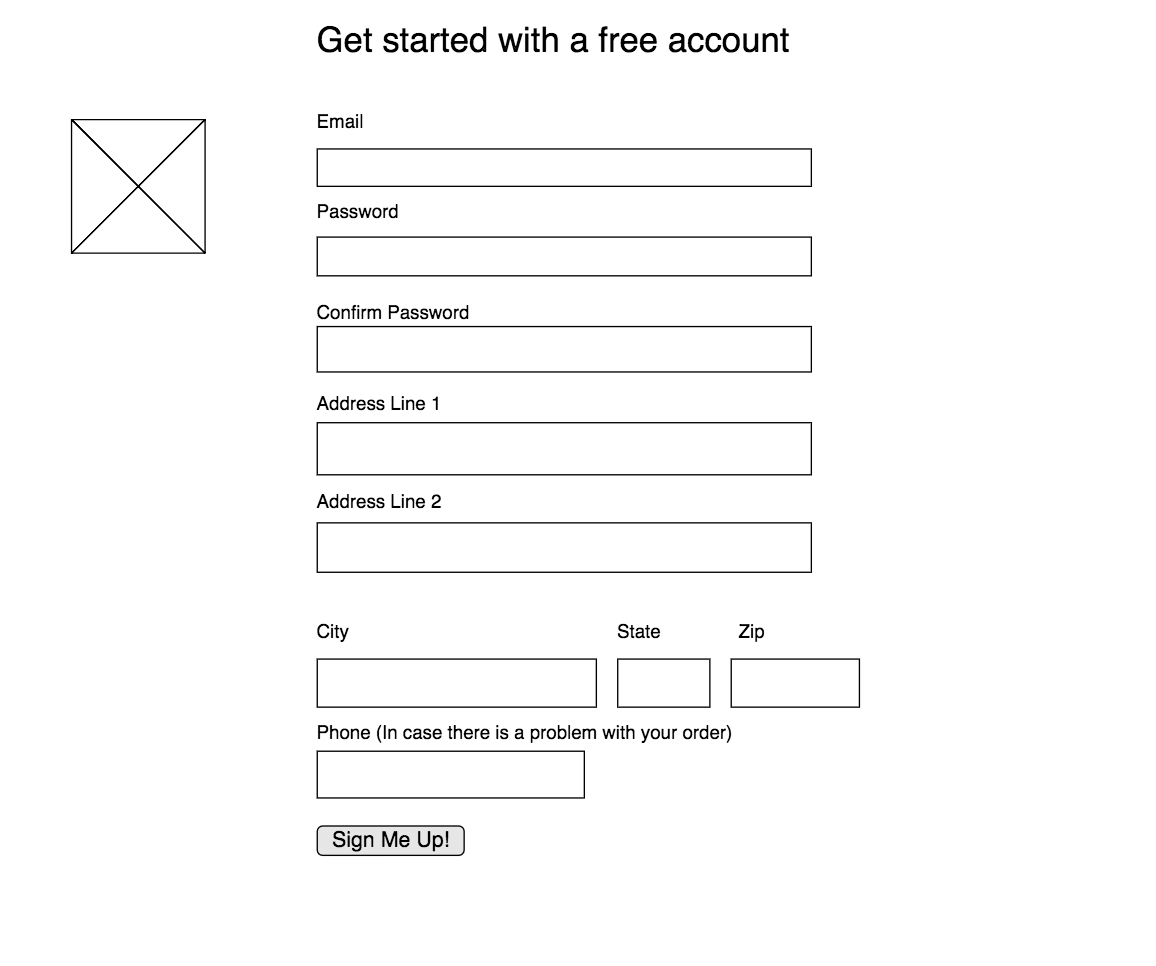 Get started with a free account
Email
Password
Confirm Password
Address Line 1
Address Line 2
City State Zip
Phone (In case there is a problem with your order)
Sign Me Up!